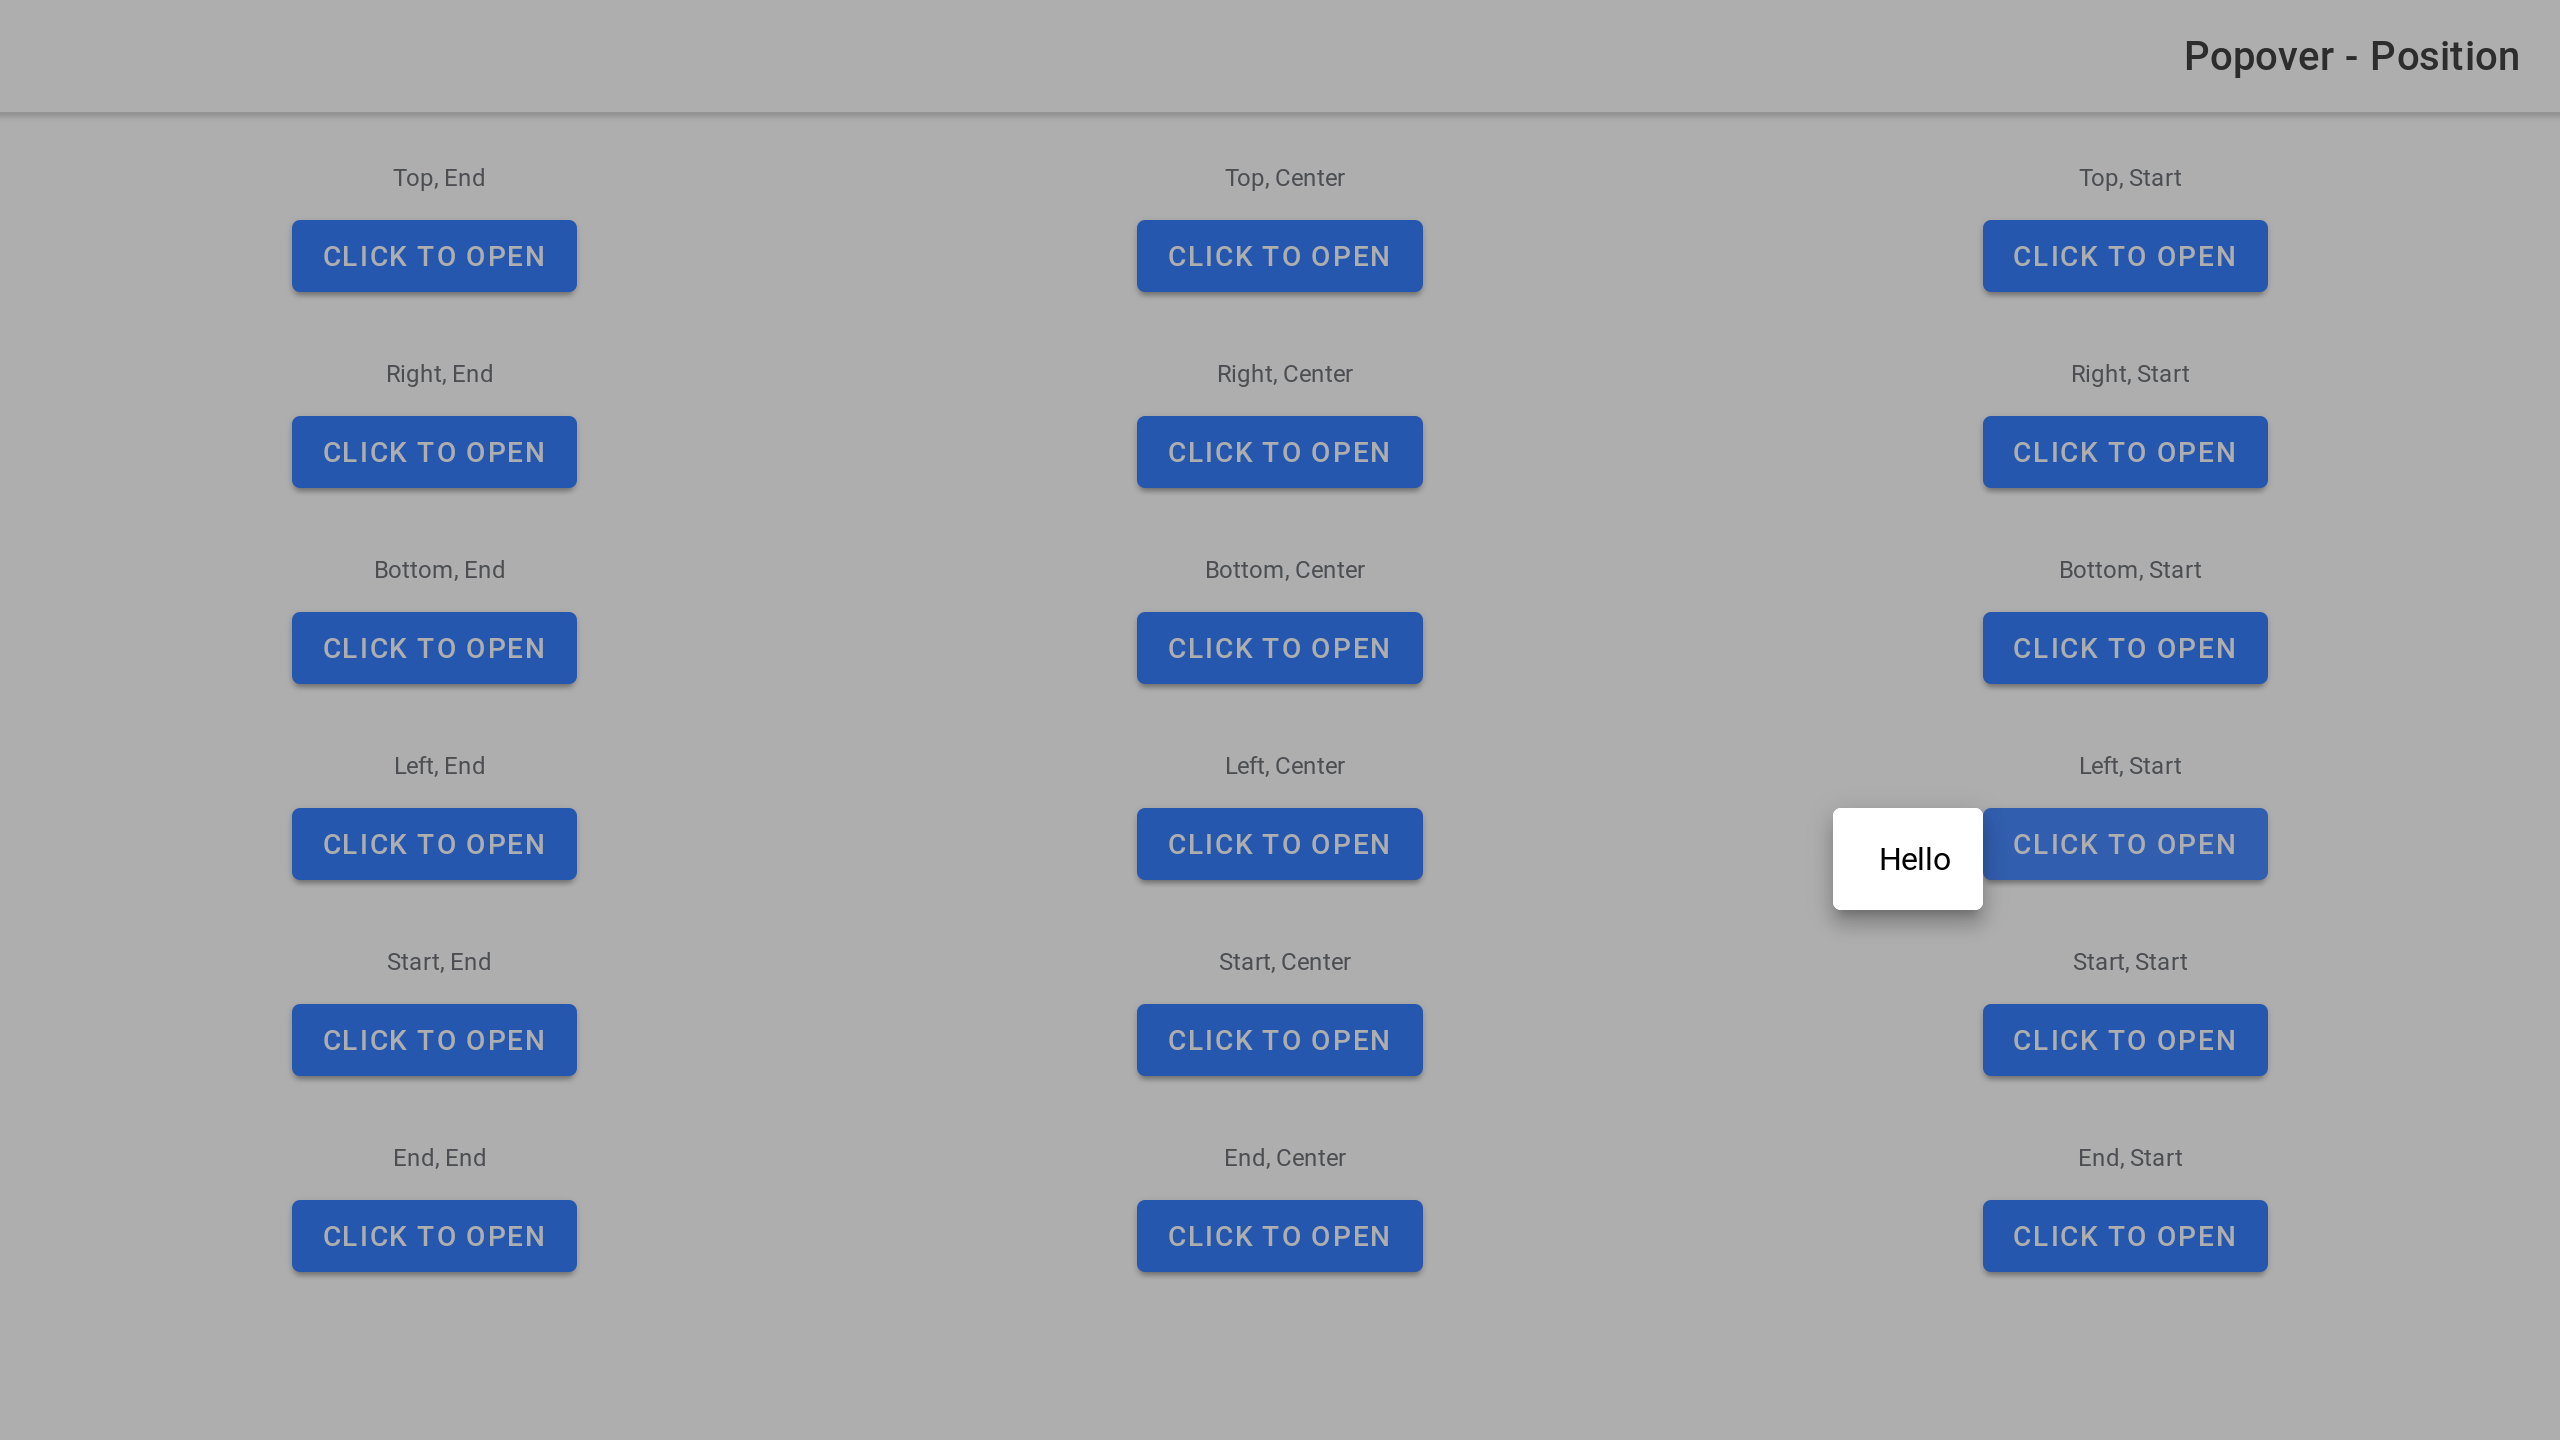 Popover - Position
Top, End
Top, Center
Top, Start
CLICK TO OPEN
CLICK TO OPEN
CLICK TO OPEN
Right, End
Right, Center
Right, Start
CLICK TO OPEN
CLICK TO OPEN
CLICK TO OPEN
Bottom, End
Bottom, Center
Bottom, Start
CLICK TO OPEN
CLICK TO OPEN
CLICK TO OPEN
Left, End
Left, Center
Left, Start
CLICK TO OPEN
CLICK TO OPEN
CLICK TO OPEN
Hello
Start, End
Start, Center
Start, Start
CLICK TO OPEN
CLICK TO OPEN
CLICK TO OPEN
End, End
End, Center
End, Start
CLICK TO OPEN
CLICK TO OPEN
CLICK TO OPEN